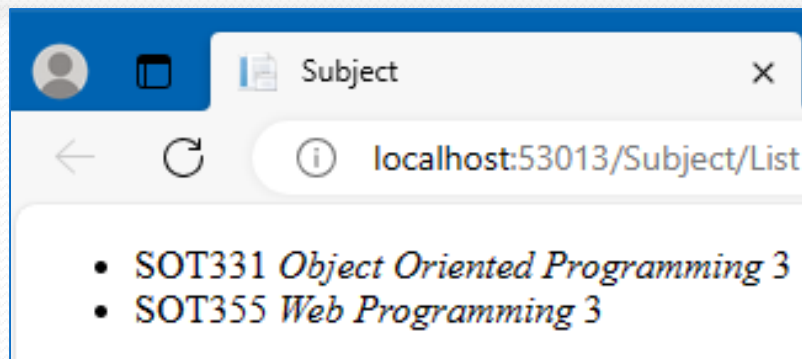 Subject
localhost:53013/Subject/List
• SOT331 Object Oriented Programming 3
• SOT355 Web Programming 3